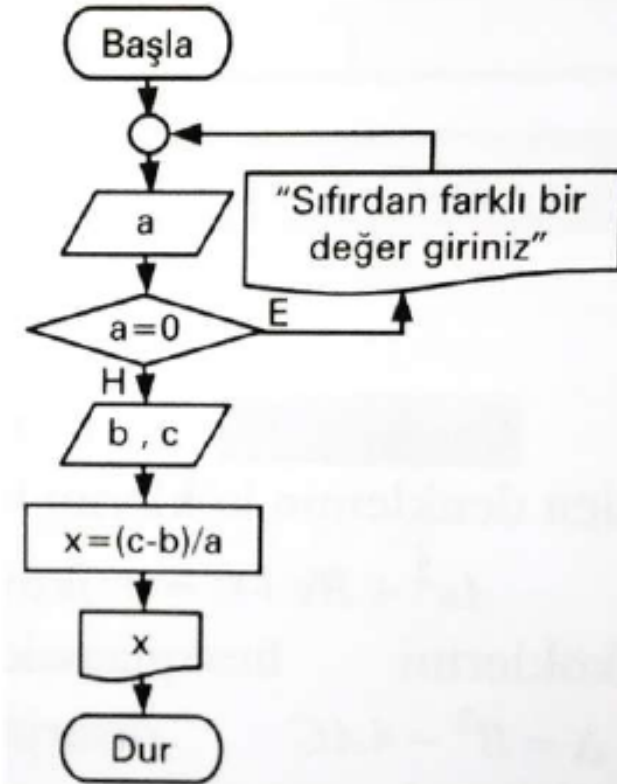 Başla
a
"Sıfırdan farklı bir
değer giriniz"
a=0
E
H
b , c
x=(c-b)/a
x
Dur